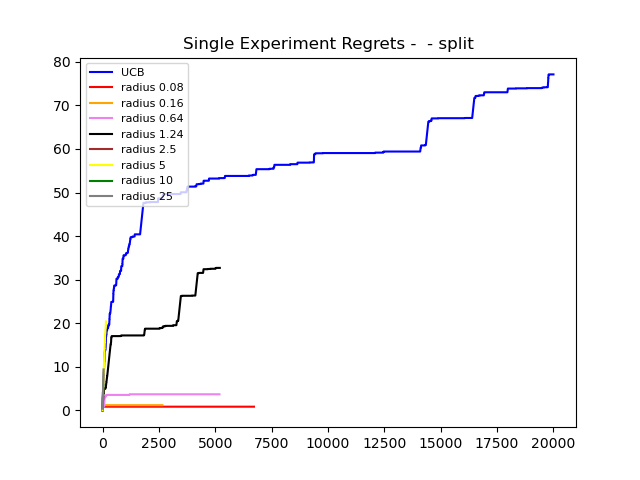 Single Experiment Regrets -  - split
80
70
60
50
40
30
20
10
0
UCB
radius 0.08
radius 0.16
radius 0.64
radius 1.24
radius 2.5
radius 5
radius 10
radius 25
0 2500 5000 7500 10000 12500 15000 17500 20000